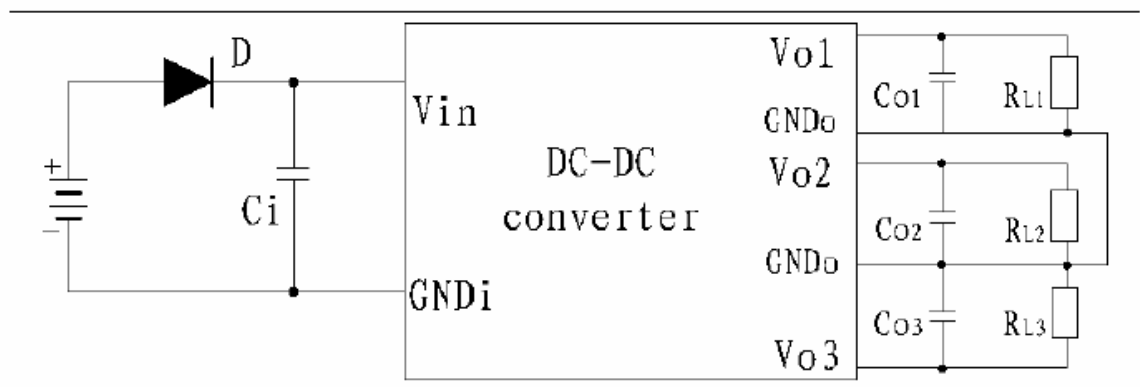 D
Vin
Ci
GNDi
+
−
DC-DC
converter
Vo1
GNDo
Vo2
GNDo
Vo3
CO1
RL1
CO2
RL2
CO3
RL3